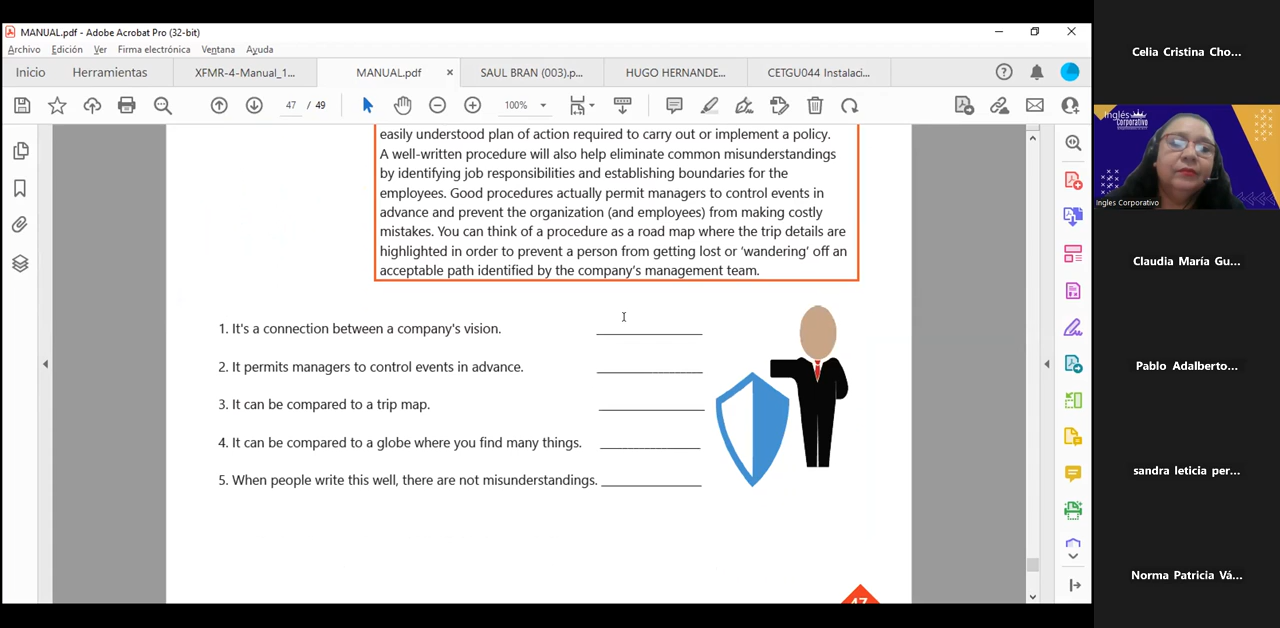 MANUAL.pdf - Adobe Acrobat Pro (32-bit)
Archivo Edición Ver Firma electrónica Ventana Ayuda
Inicio Herramientas XFMR-4-Manual_1... MANUAL.pdf × SAUL BRAN (003).p... HUGO HERNANDE... CETGU044 Instalaci...
47 / 49 100%
easily understood plan of action required to carry out or implement a policy.
A well-written procedure will also help eliminate common misunderstandings
by identifying job responsibilities and establishing boundaries for the
employees. Good procedures actually permit managers to control events in
advance and prevent the organization (and employees) from making costly
mistakes. You can think of a procedure as a road map where the trip details are
highlighted in order to prevent a person from getting lost or ‘wandering’ off an
acceptable path identified by the company’s management team.
1. It's a connection between a company's vision. ______________
2. It permits managers to control events in advance. ______________
3. It can be compared to a trip map. ______________
4. It can be compared to a globe where you find many things. ______________
5. When people write this well, there are not misunderstandings. ______________
47
Celia Cristina Cho...
Inglés
Corporativo
Ingles Corporativo
Claudia María Gu...
Pablo Adalberto...
sandra leticia per...
Norma Patricia Vá...